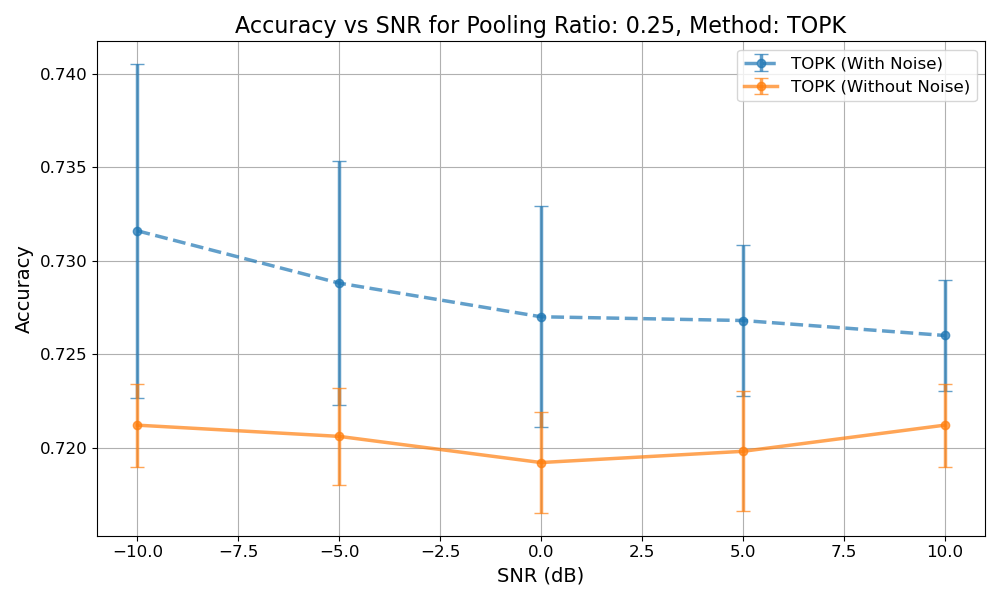 Accuracy vs SNR for Pooling Ratio: 0.25, Method: TOPK
TOPK (With Noise)
TOPK (Without Noise)
Accuracy
0.740
0.735
0.730
0.725
0.720
−10.0
−7.5
−5.0
−2.5
0.0
2.5
5.0
7.5
10.0
SNR (dB)